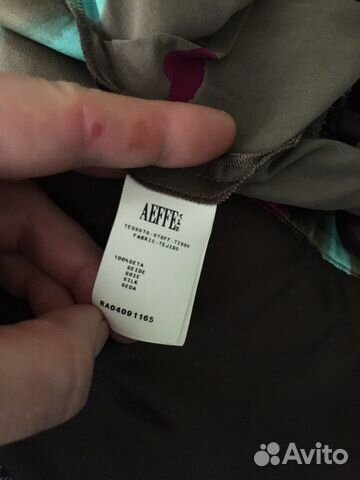 AEFFE S.P.A.
TESSUTO-STOFF-TISSU
FABRIC-TEJIDO
100%SETA
SEIDE
SOIE
SILK
SEDA
RA04091165
Avito